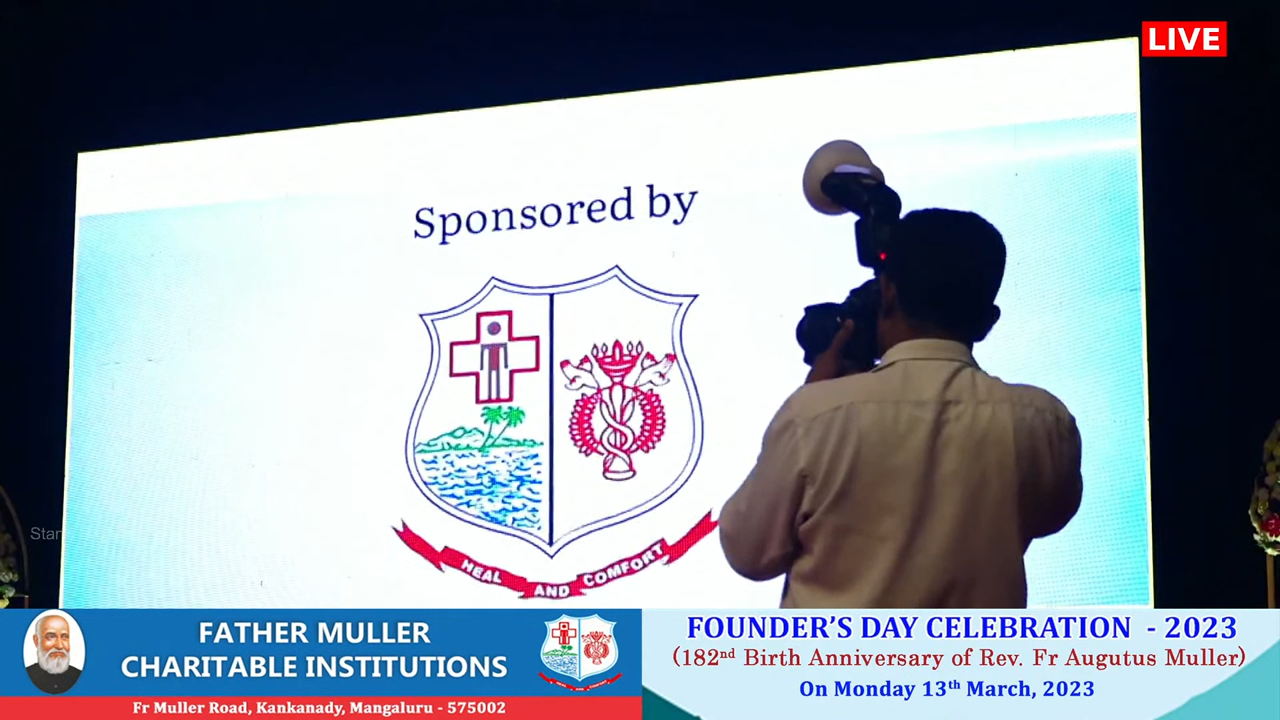 LIVE
Sponsored by
HEAL AND COMFORT
FATHER MULLER
CHARITABLE INSTITUTIONS
Fr Muller Road, Kankanady, Mangaluru - 575002
FOUNDER'S DAY CELEBRATION - 2023
(182nd Birth Anniversary of Rev. Fr Augutus Muller)
On Monday 13th March, 2023